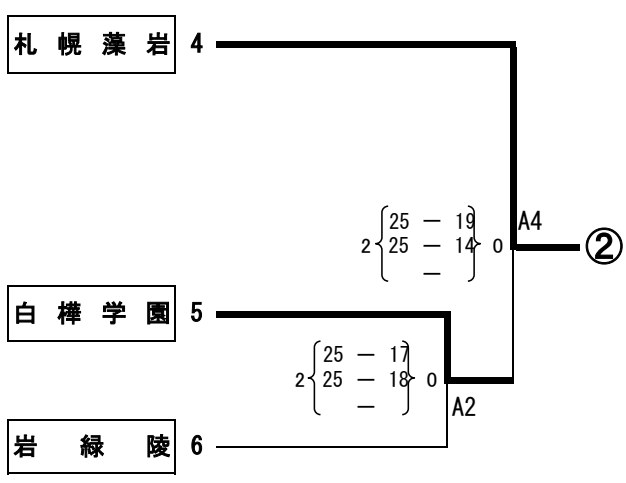 札幌藻岩 4
25 — 19 A4
2 25 — 14 0 ②
—
白樺学園 5
25 — 17
2 25 — 18 0
— A2
岩緑陵 6